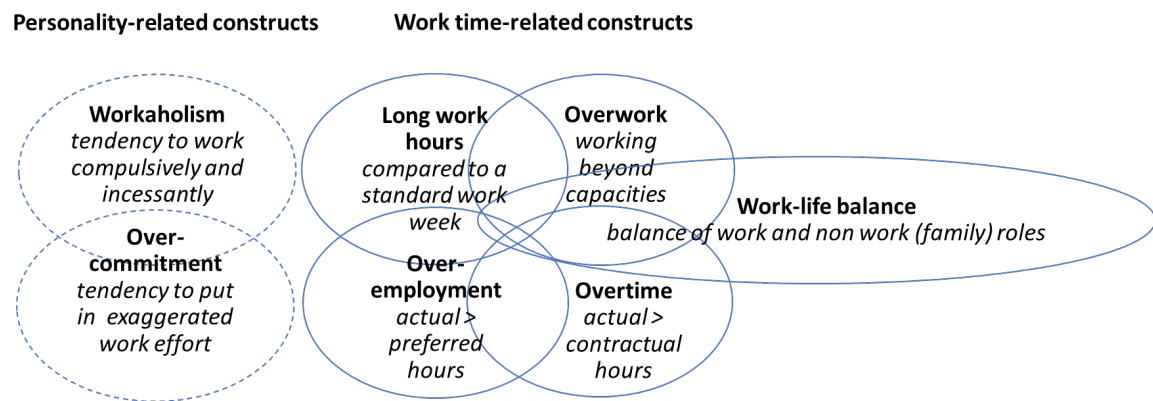 Personality-related constructs
Work time-related constructs
Workaholism
tendency to work
compulsively and
incessantly
Over-
commitment
tendency to put
in exaggerated
work effort
Long work
hours
compared to a
standard work
week
Overwork
working
beyond
capacities
Over-
employment
actual >
preferred
hours
Overtime
actual >
contractual
hours
Work-life balance
balance of work and non work (family) roles